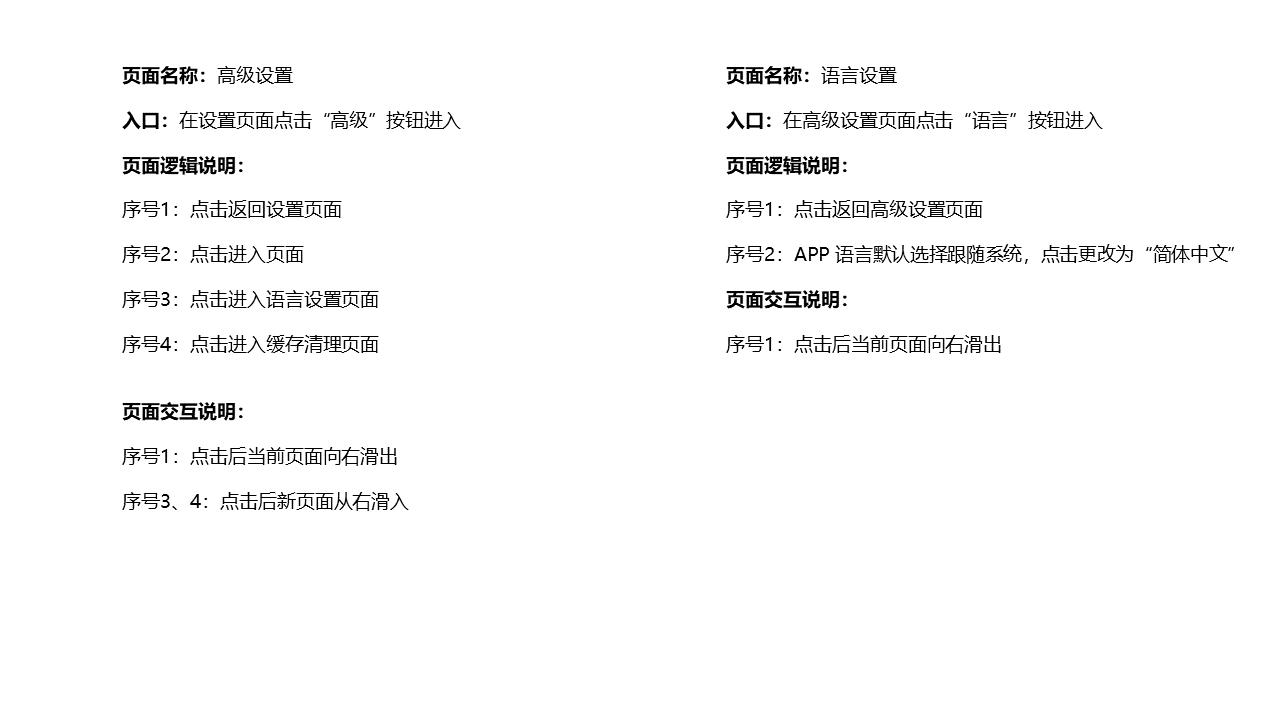 页面名称：高级设置
入口：在设置页面点击“高级”按钮进入
页面逻辑说明：
序号1：点击返回设置页面
序号2：点击进入页面
序号3：点击进入语言设置页面
序号4：点击进入缓存清理页面
页面交互说明：
序号1：点击后当前页面向右滑出
序号3、4：点击后新页面从右滑入
页面名称：语言设置
入口：在高级设置页面点击“语言”按钮进入
页面逻辑说明：
序号1：点击返回高级设置页面
序号2：APP 语言默认选择跟随系统，点击更改为“简体中文”
页面交互说明：
序号1：点击后当前页面向右滑出